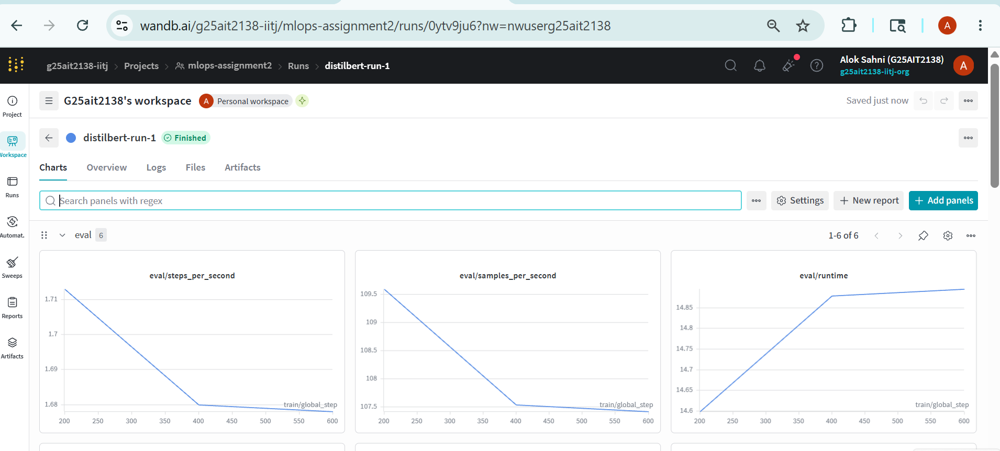 wandb.ai/g25ait2138-iitj/mlops-assignment2/runs/0ytv9ju6?nw=nwuserg25ait2138
A
g25ait2138-iitj > Projects > mlops-assignment2 > Runs > distilbert-run-1
Alok Sahni (G25AIT2138)
g25ait2138-iitj-org
A
Project
Workspace
Runs
Automat.
Sweeps
Reports
Artifacts
G25ait2138's workspace A Personal workspace
Saved just now
distilbert-run-1 Finished
Charts Overview Logs Files Artifacts
Search panels with regex
Settings
New report
Add panels
eval 6
1-6 of 6
eval/steps_per_second
1.71
1.7
1.69
1.68
train/global_step
200 250 300 350 400 450 500 550 600
eval/samples_per_second
109.5
109
108.5
108
107.5
train/global_step
200 250 300 350 400 450 500 550 600
eval/runtime
14.85
14.8
14.75
14.7
14.65
14.6
train/global_step
200 250 300 350 400 450 500 550 600